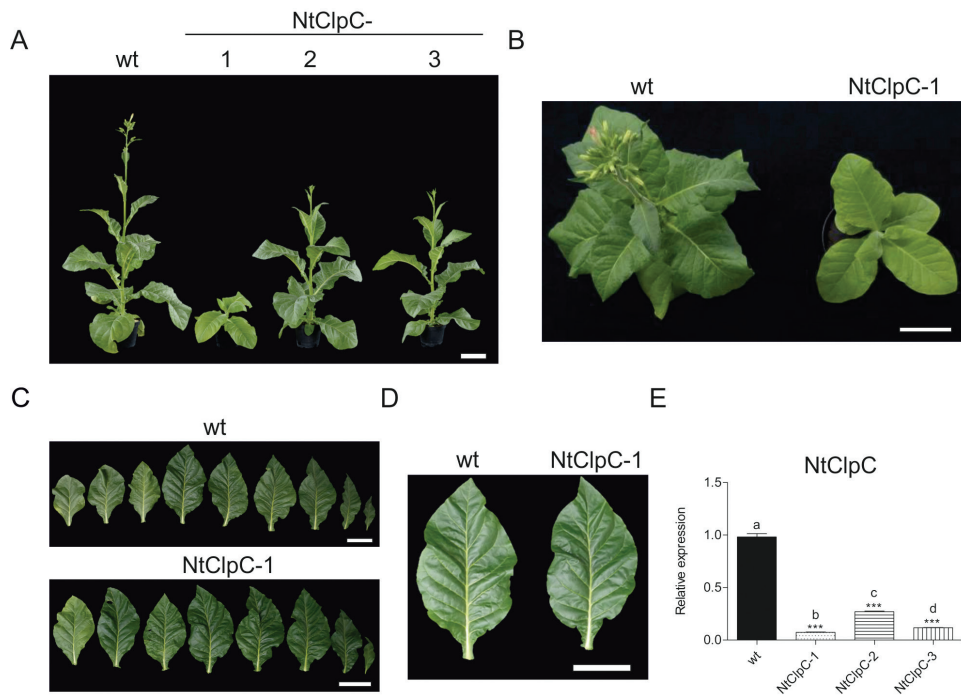 A
NtClpC-
wt 1 2 3
B
wt NtClpC-1
C
wt
NtClpC-1
D
wt NtClpC-1
E
NtClpC
Relative expression
1.5
1.0
0.5
0.0
a
b
***
c
***
d
***
wt
NtClpC-1
NtClpC-2
NtClpC-3